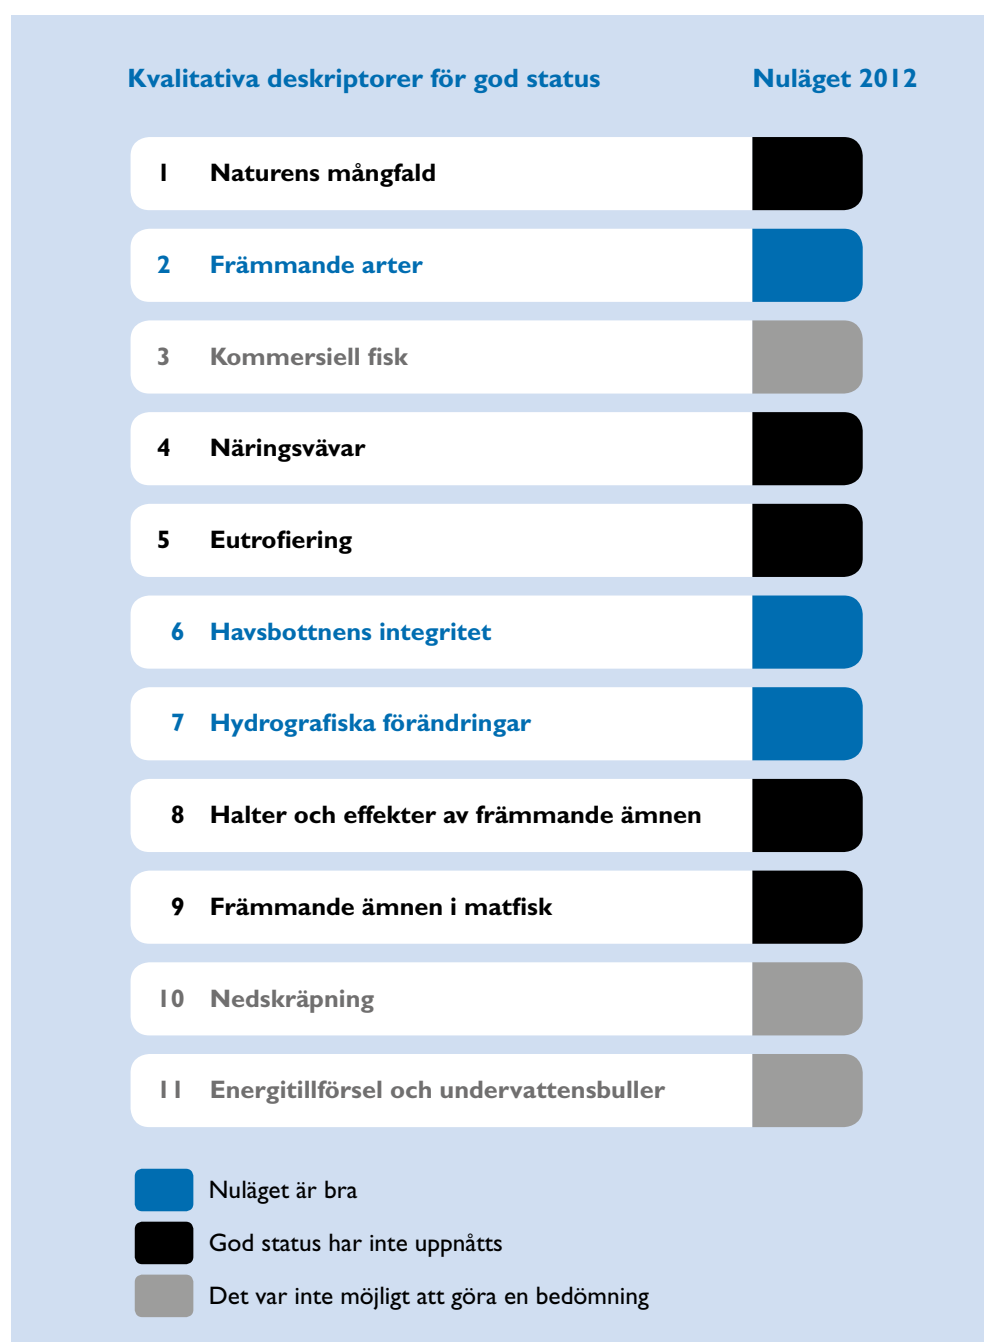 Kvalitativa deskriptorer för god status Nuläget 2012
1 Naturens mångfald
2 Främmande arter
3 Kommersiell fisk
4 Näringsvävar
5 Eutrofiering
6 Havsbottnens integritet
7 Hydrografiska förändringar
8 Halter och effekter av främmande ämnen
9 Främmande ämnen i matfisk
10 Nedskräpning
11 Energitillförsel och undervattensbuller
Nuläget är bra
God status har inte uppnåtts
Det var inte möjligt att göra en bedömning